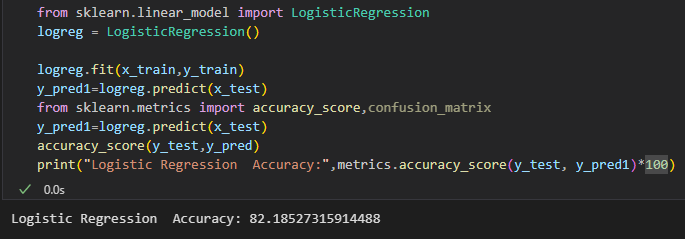 from sklearn.linear_model import LogisticRegression
logreg = LogisticRegression()
logreg.fit(x_train,y_train)
y_pred1=logreg.predict(x_test)
from sklearn.metrics import accuracy_score,confusion_matrix
y_pred1=logreg.predict(x_test)
accuracy_score(y_test,y_pred)
print("Logistic Regression  Accuracy:",metrics.accuracy_score(y_test, y_pred1)*100)
✓ 0.0s
Logistic Regression  Accuracy: 82.18527315914488